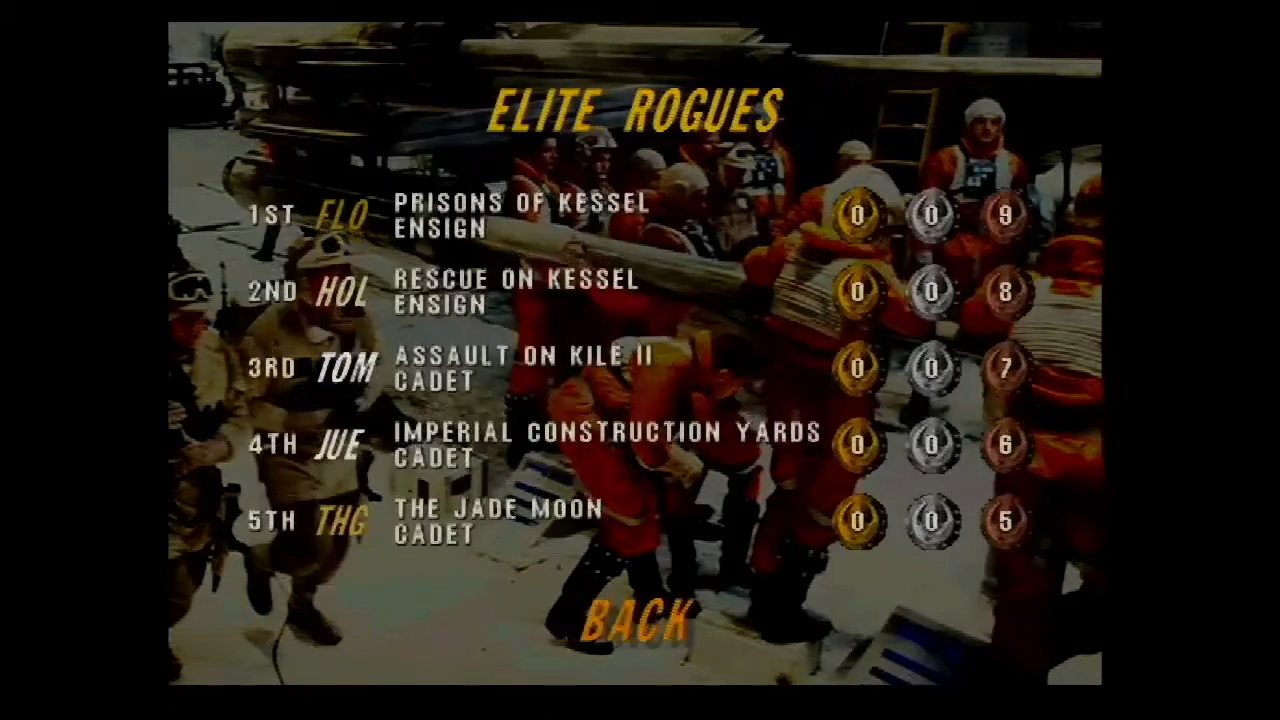 ELITE ROGUES
1ST FLO PRISONS OF KESSEL
ENSIGN
0 0 9
2ND HOL RESCUE ON KESSEL
ENSIGN
0 0 8
3RD TOM ASSAULT ON KILE II
CADET
0 0 7
4TH JUE IMPERIAL CONSTRUCTION YARDS
CADET
0 0 6
5TH THG THE JADE MOON
CADET
0 0 5
BACK